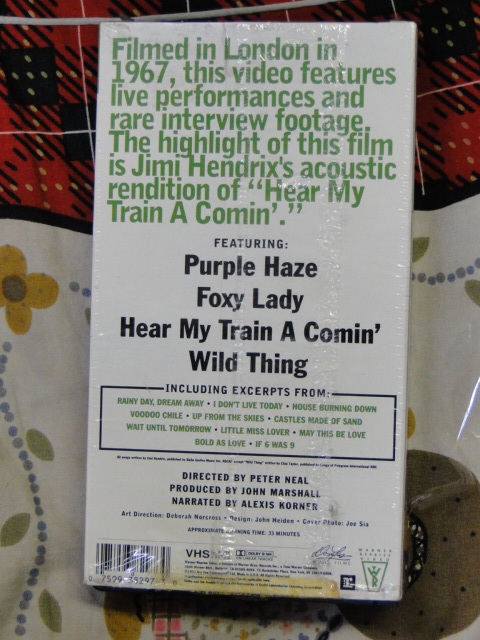 Filmed in London in
1967, this video features
live performances and
rare interview footage.
The highlight of this film
is Jimi Hendrix's acoustic
rendition of "Hear My
Train A Comin'."
FEATURING:
Purple Haze
Foxy Lady
Hear My Train A Comin'
Wild Thing
INCLUDING EXCERPTS FROM:
RAINY DAY, DREAM AWAY • I DON'T LIVE TODAY • HOUSE BURNING DOWN
VOODOO CHILE • UP FROM THE SKIES • CASTLES MADE OF SAND
WAIT UNTIL TOMORROW • LITTLE MISS LOVER • MAY THIS BE LOVE
BOLD AS LOVE • IF 6 WAS 9
DIRECTED BY PETER NEAL
PRODUCED BY JOHN MARSHALL
NARRATED BY ALEXIS KORNER
Art Direction: Deborah Norcross • Design: John Heiden • Cover Photo: Joe Sia
APPROXIMATE RUNNING TIME: 33 MINUTES
VHS